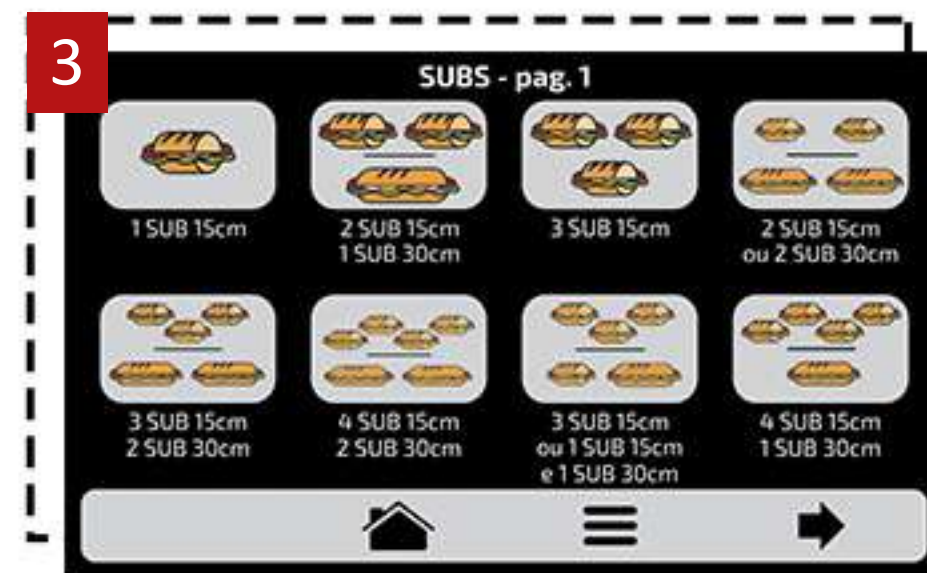 3
SUBS - pag. 1
1 SUB 15cm
2 SUB 15cm
1 SUB 30cm
3 SUB 15cm
2 SUB 15cm
ou 2 SUB 30cm
3 SUB 15cm
2 SUB 30cm
4 SUB 15cm
2 SUB 30cm
3 SUB 15cm
ou 1 SUB 15cm
e 1 SUB 30cm
4 SUB 15cm
1 SUB 30cm